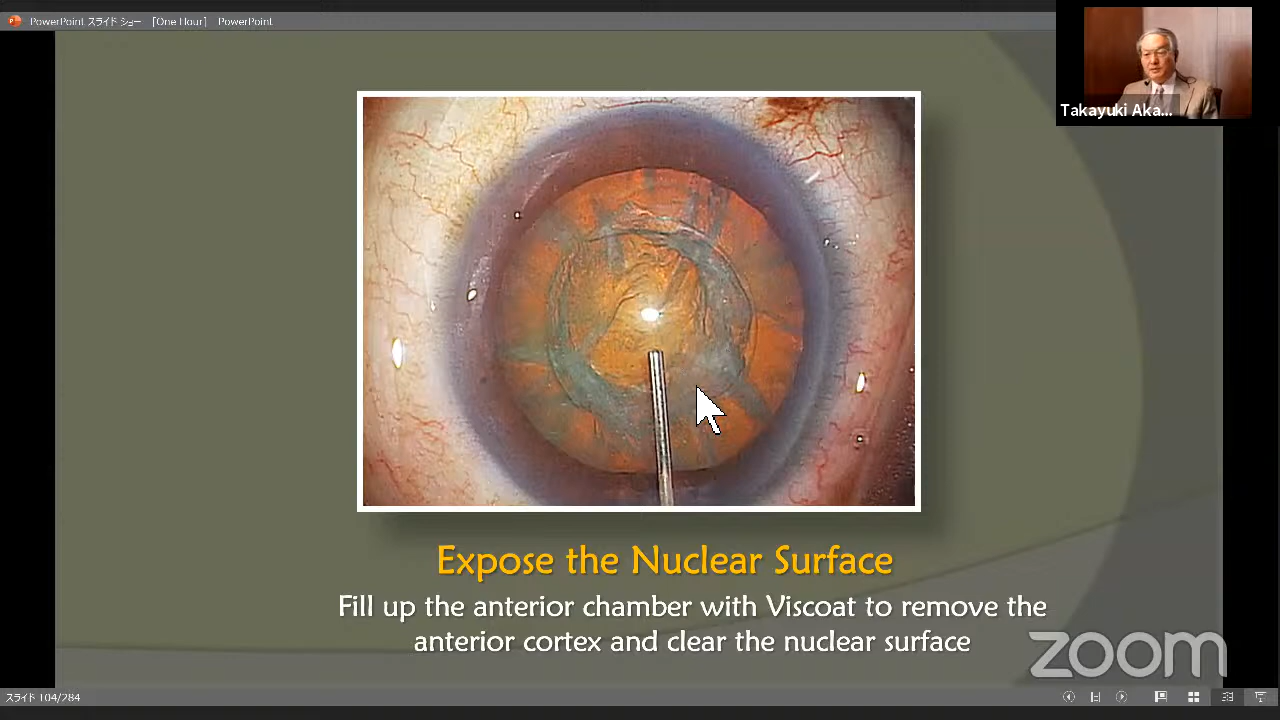 PowerPoint スライド ショー [One Hour] PowerPoint
Takayuki Aka...
Expose the Nuclear Surface
Fill up the anterior chamber with Viscoat to remove the
anterior cortex and clear the nuclear surface
zoom
スライド 104/284